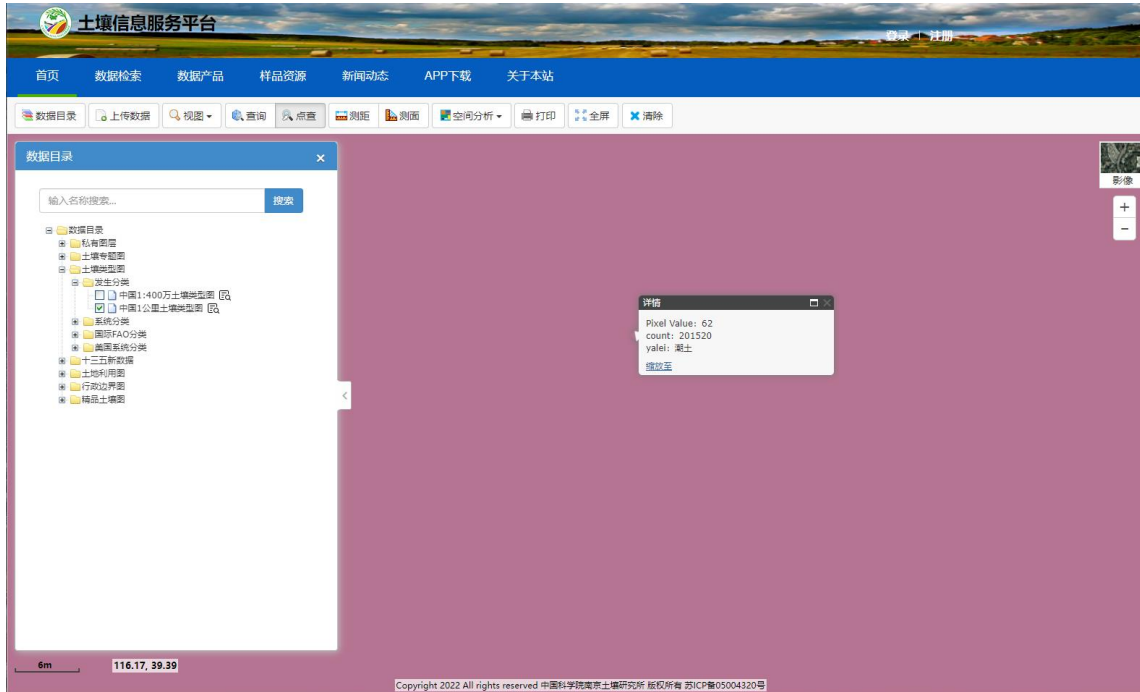 土壤信息服务平台
登录 | 注册
首页 数据检索 数据产品 样品资源 新闻动态 APP下载 关于本站
数据目录 上传数据 视图 查询 点查 测距 测面 空间分析 打印 全屏 清除
数据目录
输入名称搜索... 搜索
数据目录
私有图层
土壤专题图
土壤类型图
发生分类
中国1:400万土壤类型图
中国1公里土壤类型图
系统分类
国际FAO分类
美国系统分类
十三五新数据
土地利用图
行政边界图
精品土壤图
影像
+
−
详情
Pixel Value: 62
count: 201520
yalei: 潮土
缩放至
6m
116.17, 39.39
Copyright 2022 All rights reserved 中国科学院南京土壤研究所 版权所有 苏ICP备05004320号